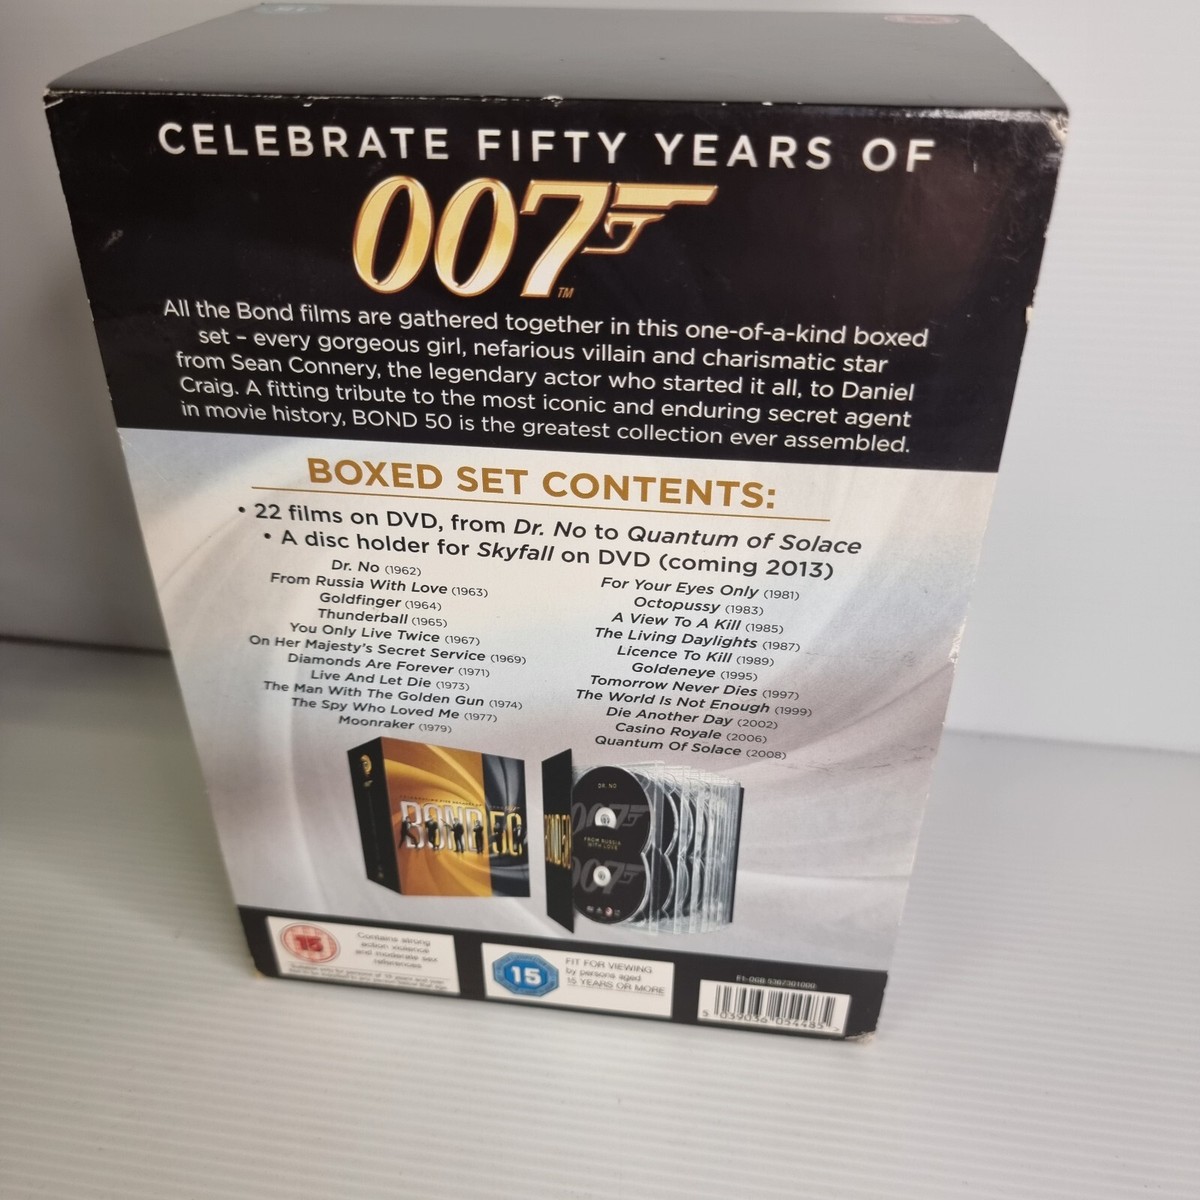 CELEBRATE FIFTY YEARS OF
007
TM
All the Bond films are gathered together in this one-of-a-kind boxed
set – every gorgeous girl, nefarious villain and charismatic star
from Sean Connery, the legendary actor who started it all, to Daniel
Craig. A fitting tribute to the most iconic and enduring secret agent
in movie history, BOND 50 is the greatest collection ever assembled.
BOXED SET CONTENTS:
• 22 films on DVD, from Dr. No to Quantum of Solace
• A disc holder for Skyfall on DVD (coming 2013)
Dr. No (1962)
From Russia With Love (1963)
Goldfinger (1964)
Thunderball (1965)
You Only Live Twice (1967)
On Her Majesty's Secret Service (1969)
Diamonds Are Forever (1971)
Live And Let Die (1973)
The Man With The Golden Gun (1974)
The Spy Who Loved Me (1977)
Moonraker (1979)
For Your Eyes Only (1981)
Octopussy (1983)
A View To A Kill (1985)
The Living Daylights (1987)
Licence To Kill (1989)
Goldeneye (1995)
Tomorrow Never Dies (1997)
The World Is Not Enough (1999)
Die Another Day (2002)
Casino Royale (2006)
Quantum Of Solace (2008)
BOND 50
BOND 50
DR. NO
007
FROM RUSSIA
WITH LOVE
007
15
Contains strong
action violence
and moderate sex
references
15
FIT FOR VIEWING
by persons aged
15 YEARS OR MORE
5 039036 054485 >